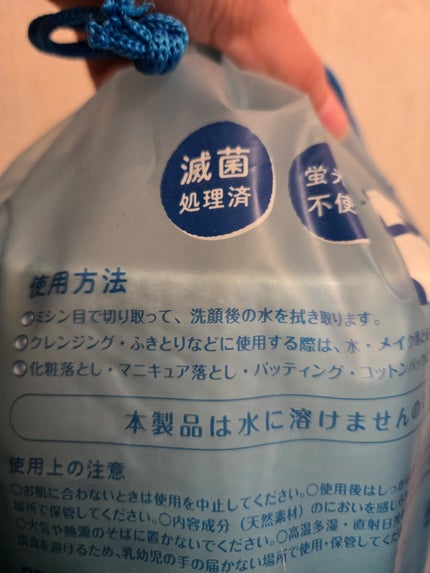 滅菌
処理済
蛍光
不使
使用方法
○ミシン目で切り取って、洗顔後の水を拭き取ります。
○クレンジング・ふきとりなどに使用する際は、水・メイク落とし
○化粧落とし・マニキュア落とし・パッティング・コットンパック
本製品は水に溶けません
使用上の注意
○お肌に合わないときは使用を中止してください。○使用後はしっか
場所で保管してください。○内容成分（天然素材）のにおいを感じ
○火気や熱源のそばに置かないでください。○高温多湿・直射日
誤食を避けるため、乳幼児の手の届かない場所で使用・保管してくだ